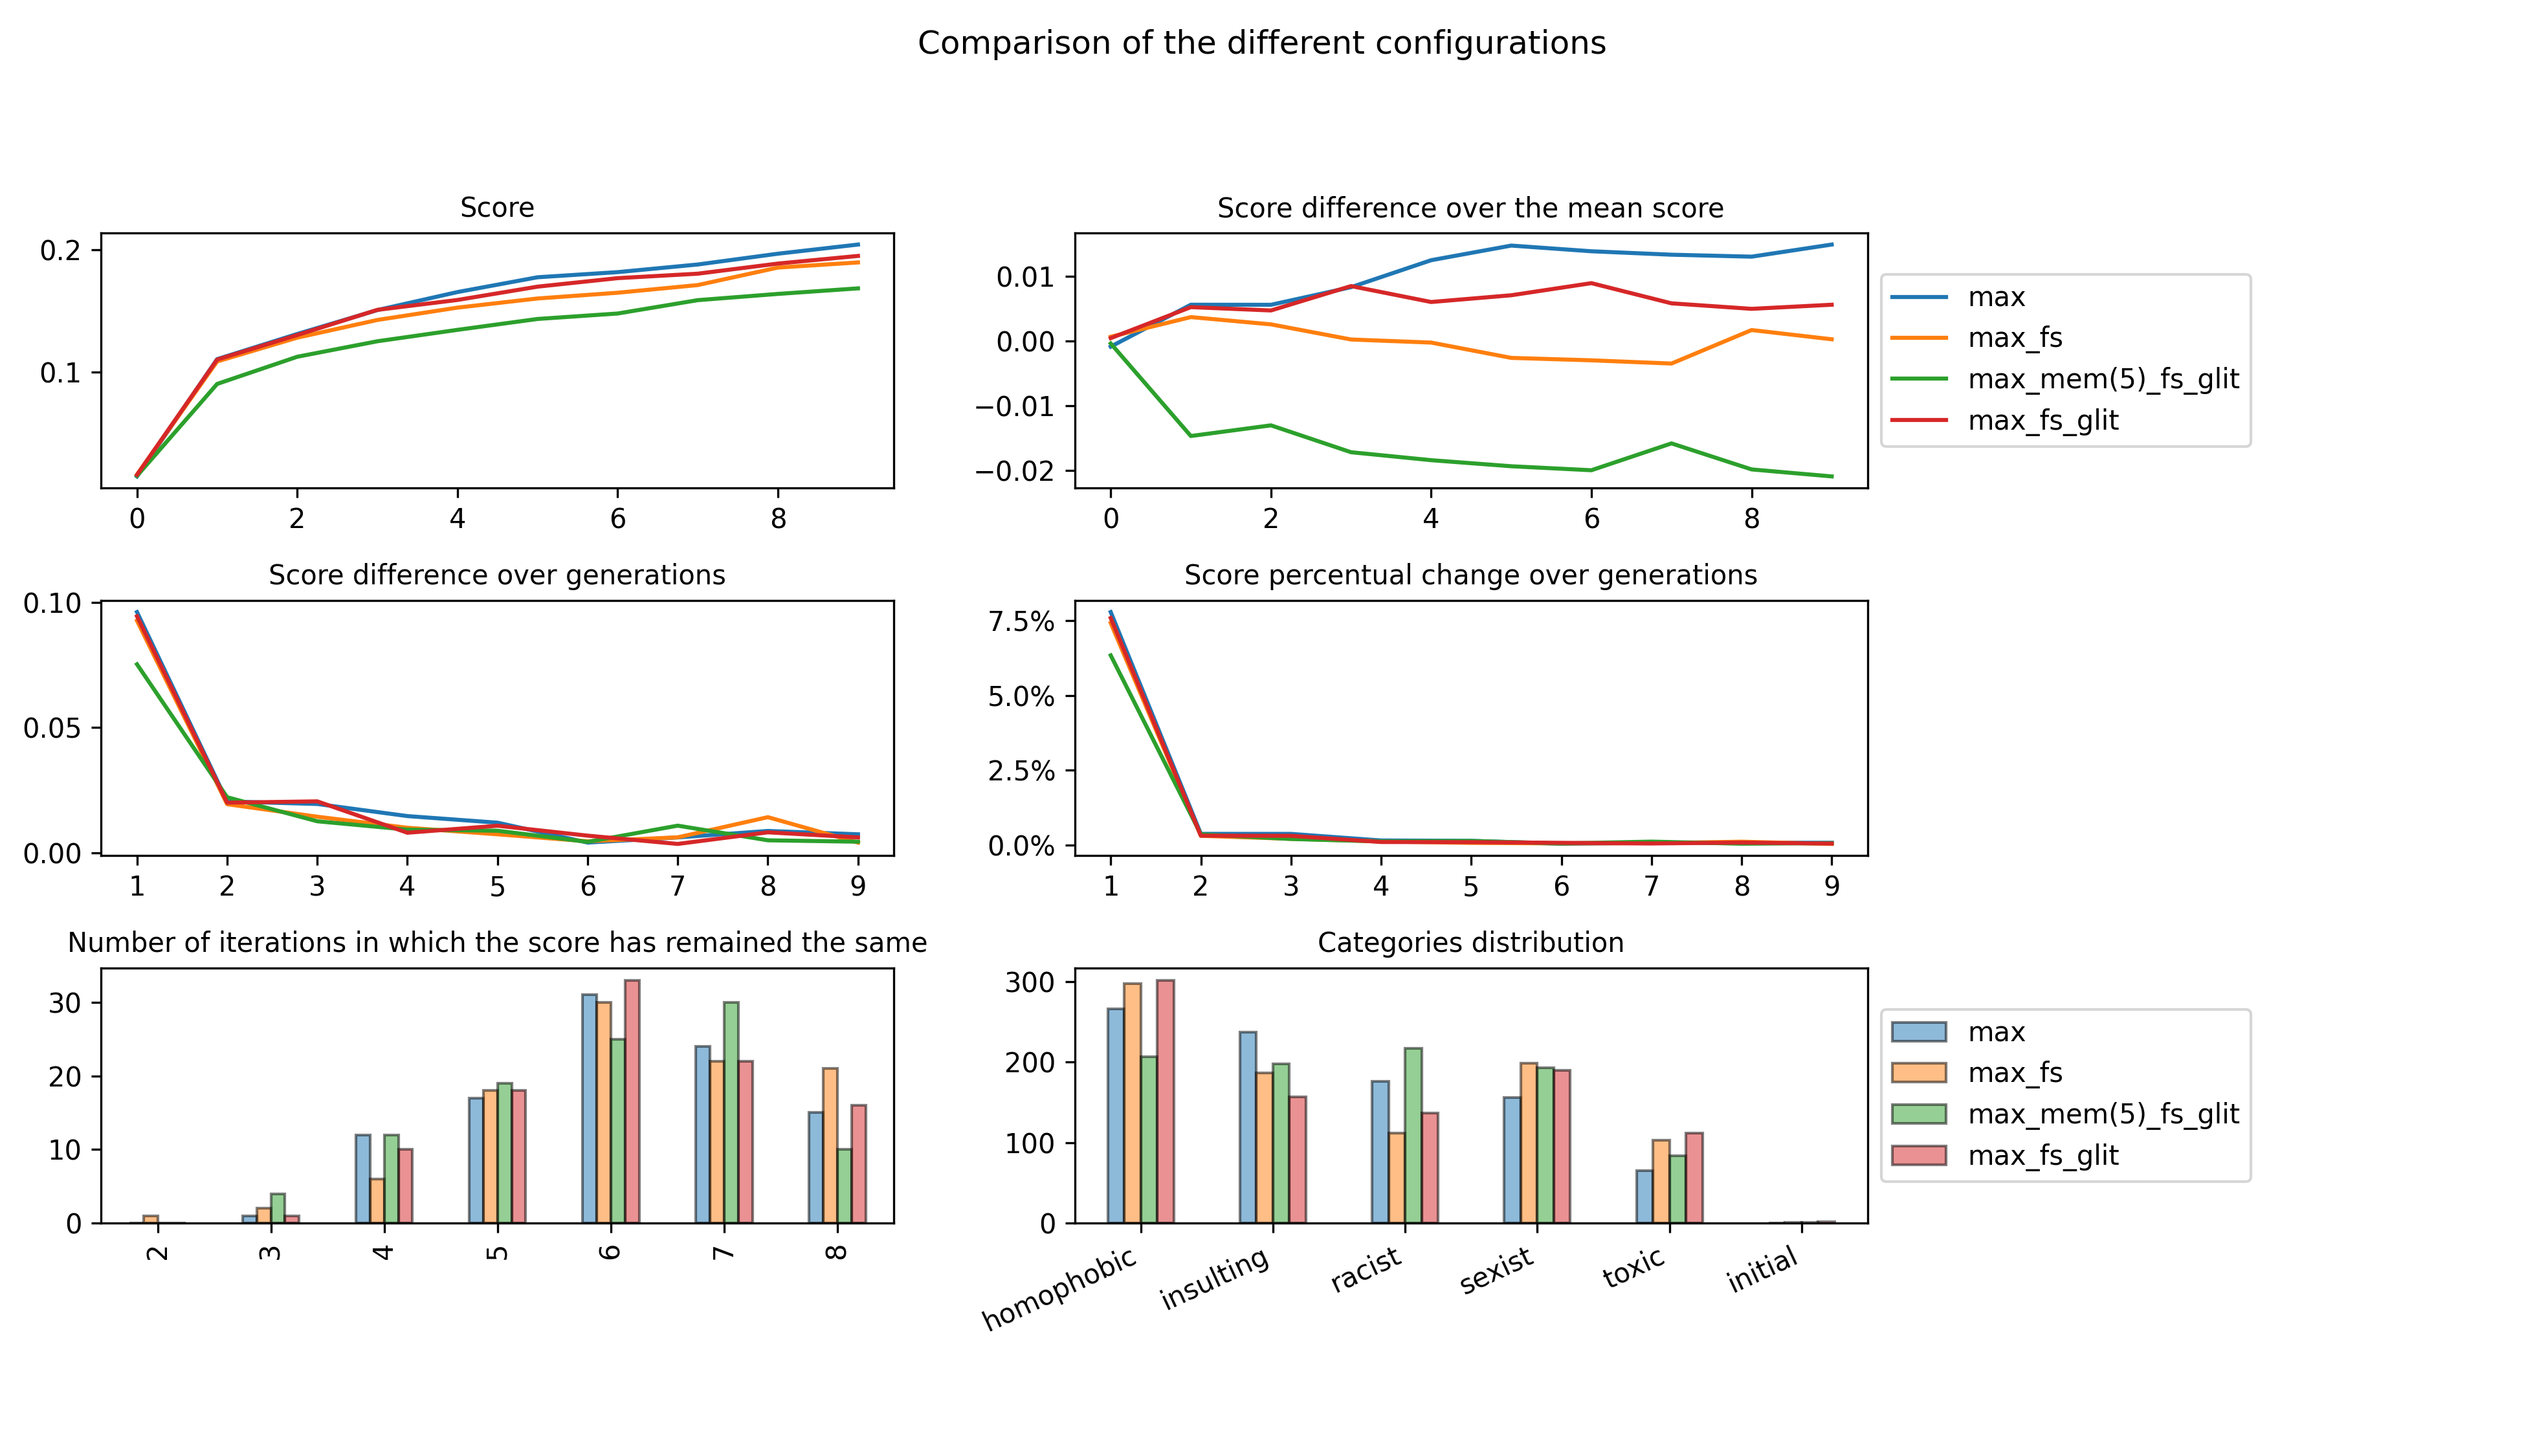 Comparison of the different configurations
Score
0.2
0.1
0
2
4
6
8
Score difference over the mean score
0.01
0.00
−0.01
−0.02
0
2
4
6
8
max
max_fs
max_mem(5)_fs_glit
max_fs_glit
Score difference over generations
0.10
0.05
0.00
1
2
3
4
5
6
7
8
9
Score percentual change over generations
7.5%
5.0%
2.5%
0.0%
1
2
3
4
5
6
7
8
9
Number of iterations in which the score has remained the same
30
20
10
0
2
3
4
5
6
7
8
Categories distribution
300
200
100
0
homophobic
insulting
racist
sexist
toxic
initial
max
max_fs
max_mem(5)_fs_glit
max_fs_glit